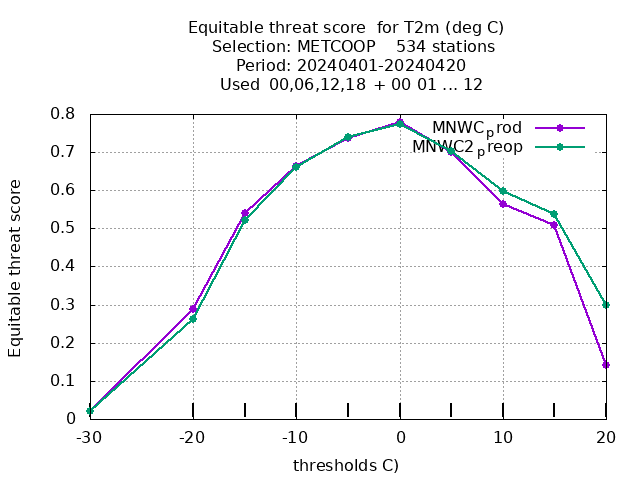 Equitable threat score  for T2m (deg C)
Selection: METCOOP    534 stations
Period: 20240401-20240420
Used  00,06,12,18  + 00 01 ... 12
MNWCprod
MNWC2preop
Equitable threat score
0.8
0.7
0.6
0.5
0.4
0.3
0.2
0.1
0
-30 -20 -10 0 10 20
thresholds C)